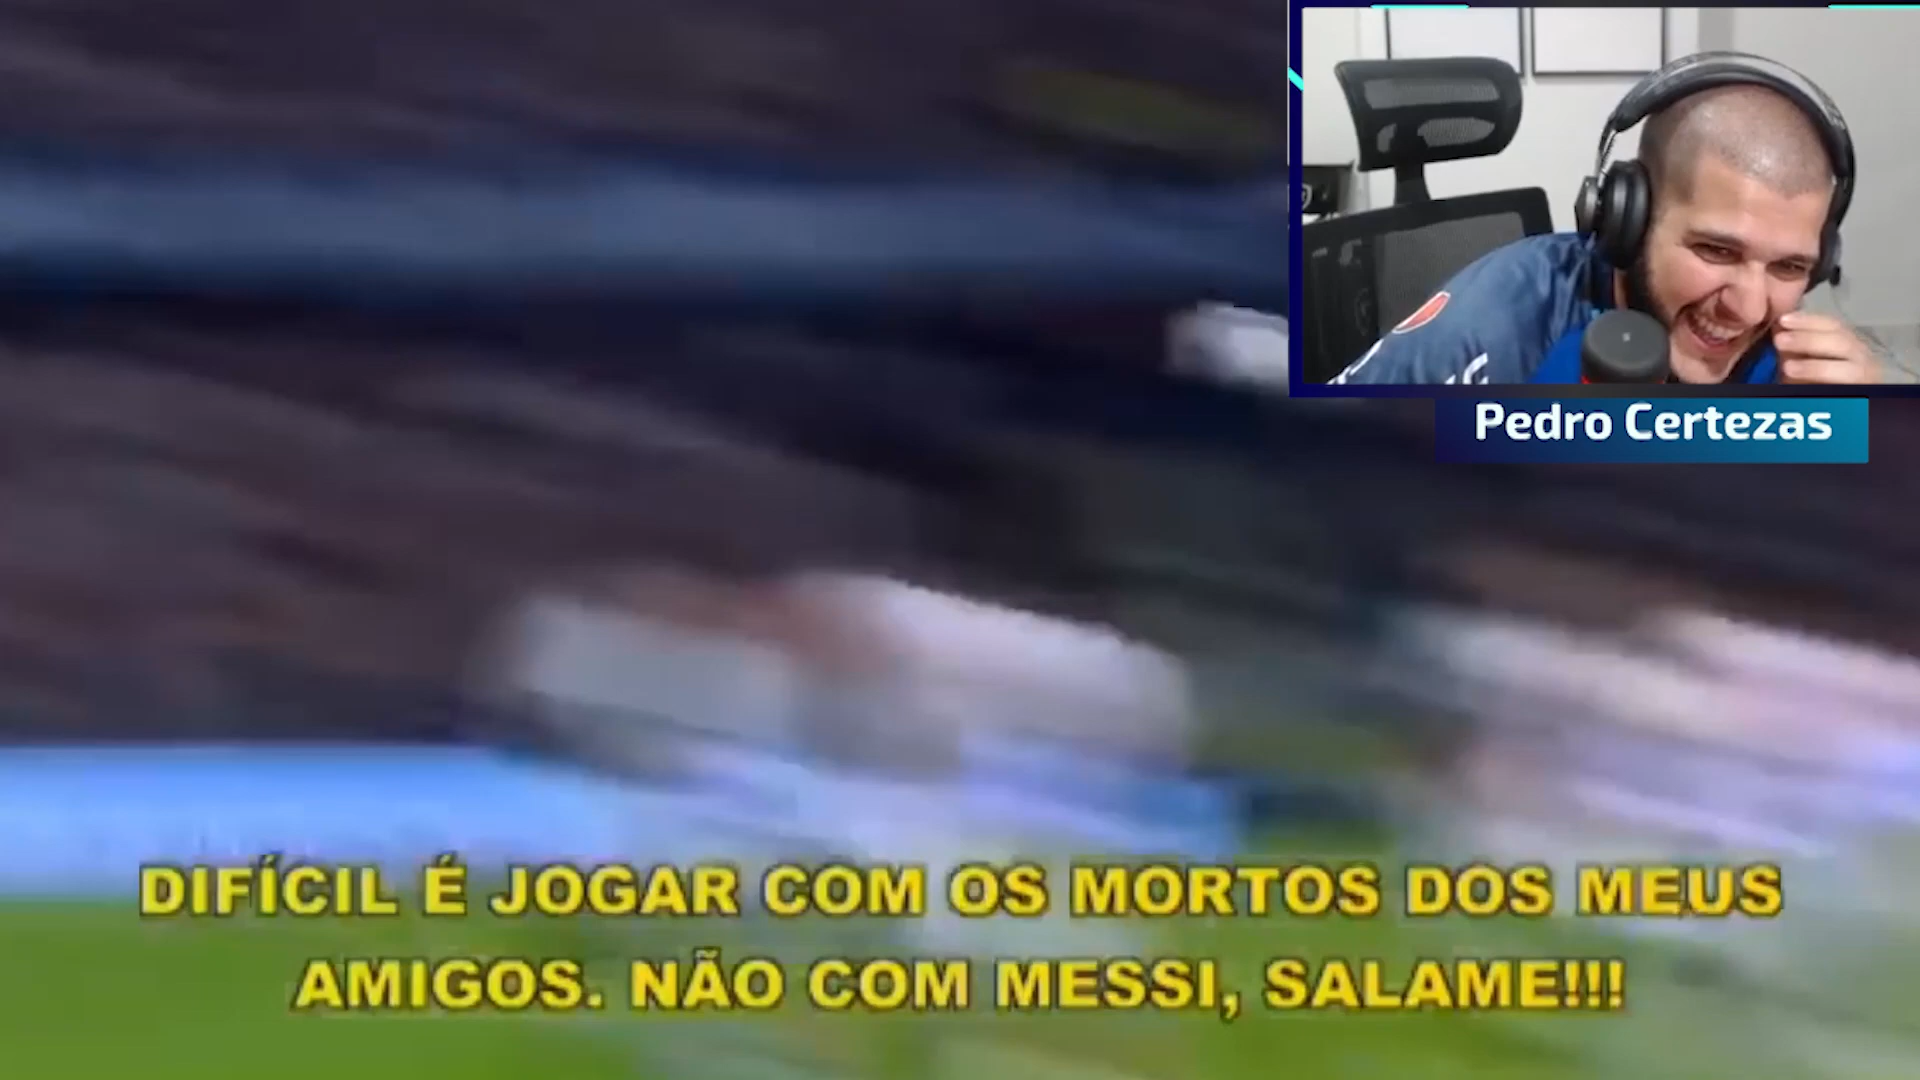 Pedro Certezas
DIFÍCIL É JOGAR COM OS MORTOS DOS MEUS
AMIGOS. NÃO COM MESSI, SALAME!!!